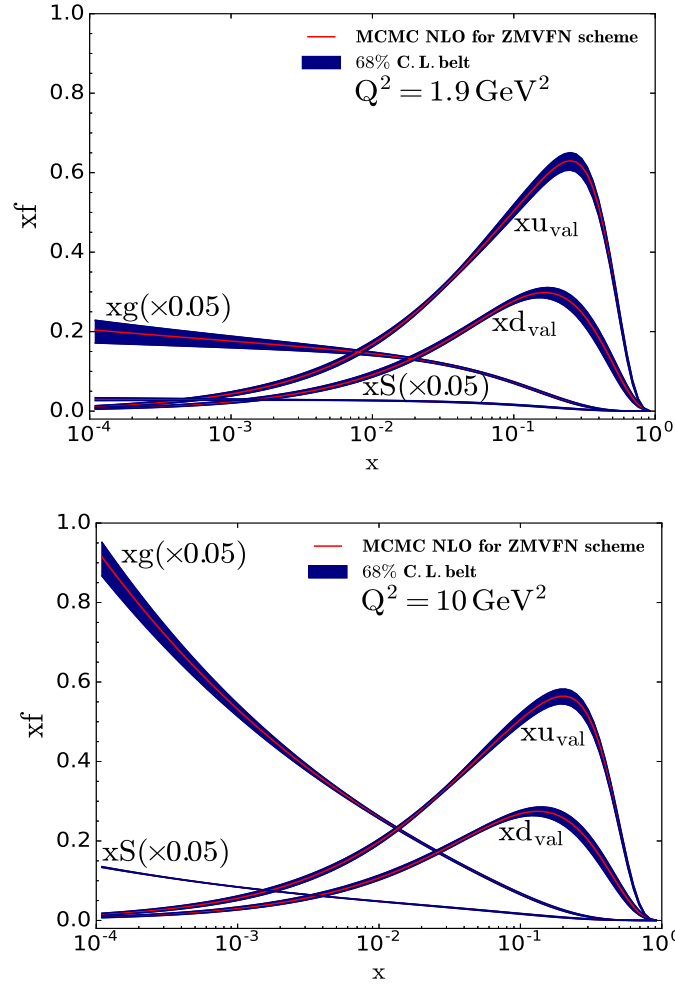 1.0
0.8
0.6
0.4
0.2
0.0
xf
MCMC NLO for ZMVFN scheme
68% C. L. belt
Q² = 1.9 GeV²
xu_val
xg(×0.05)
xd_val
xS(×0.05)
10⁻⁴ 10⁻³ 10⁻² 10⁻¹ 10⁰
x
1.0
0.8
0.6
0.4
0.2
0.0
xf
MCMC NLO for ZMVFN scheme
xg(×0.05)
68% C. L. belt
Q² = 10 GeV²
xu_val
xS(×0.05)
xd_val
10⁻⁴ 10⁻³ 10⁻² 10⁻¹ 10⁰
x